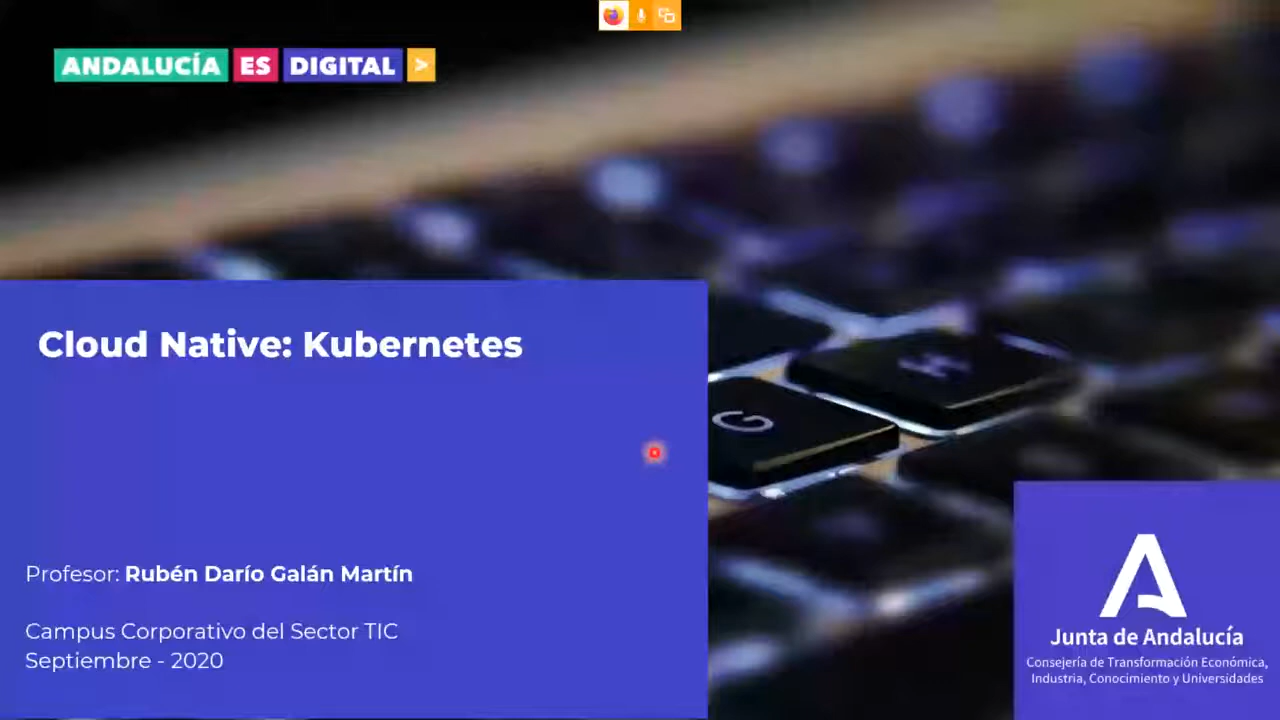 ANDALUCÍA ES DIGITAL >
Cloud Native: Kubernetes
H
G
Profesor: Rubén Darío Galán Martín
Campus Corporativo del Sector TIC
Septiembre - 2020
Junta de Andalucía
Consejería de Transformación Económica,
Industria, Conocimiento y Universidades